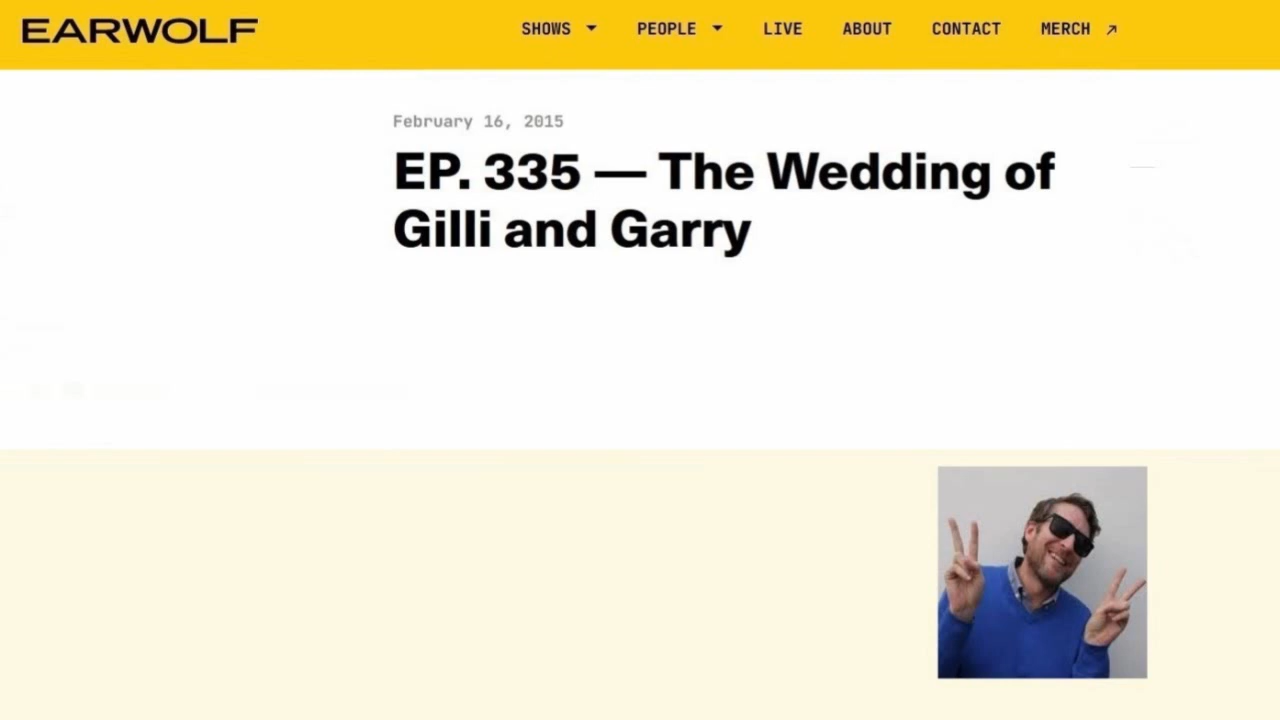 EARWOLF
SHOWS PEOPLE LIVE ABOUT CONTACT MERCH
February 16, 2015
EP. 335 — The Wedding of
Gilli and Garry